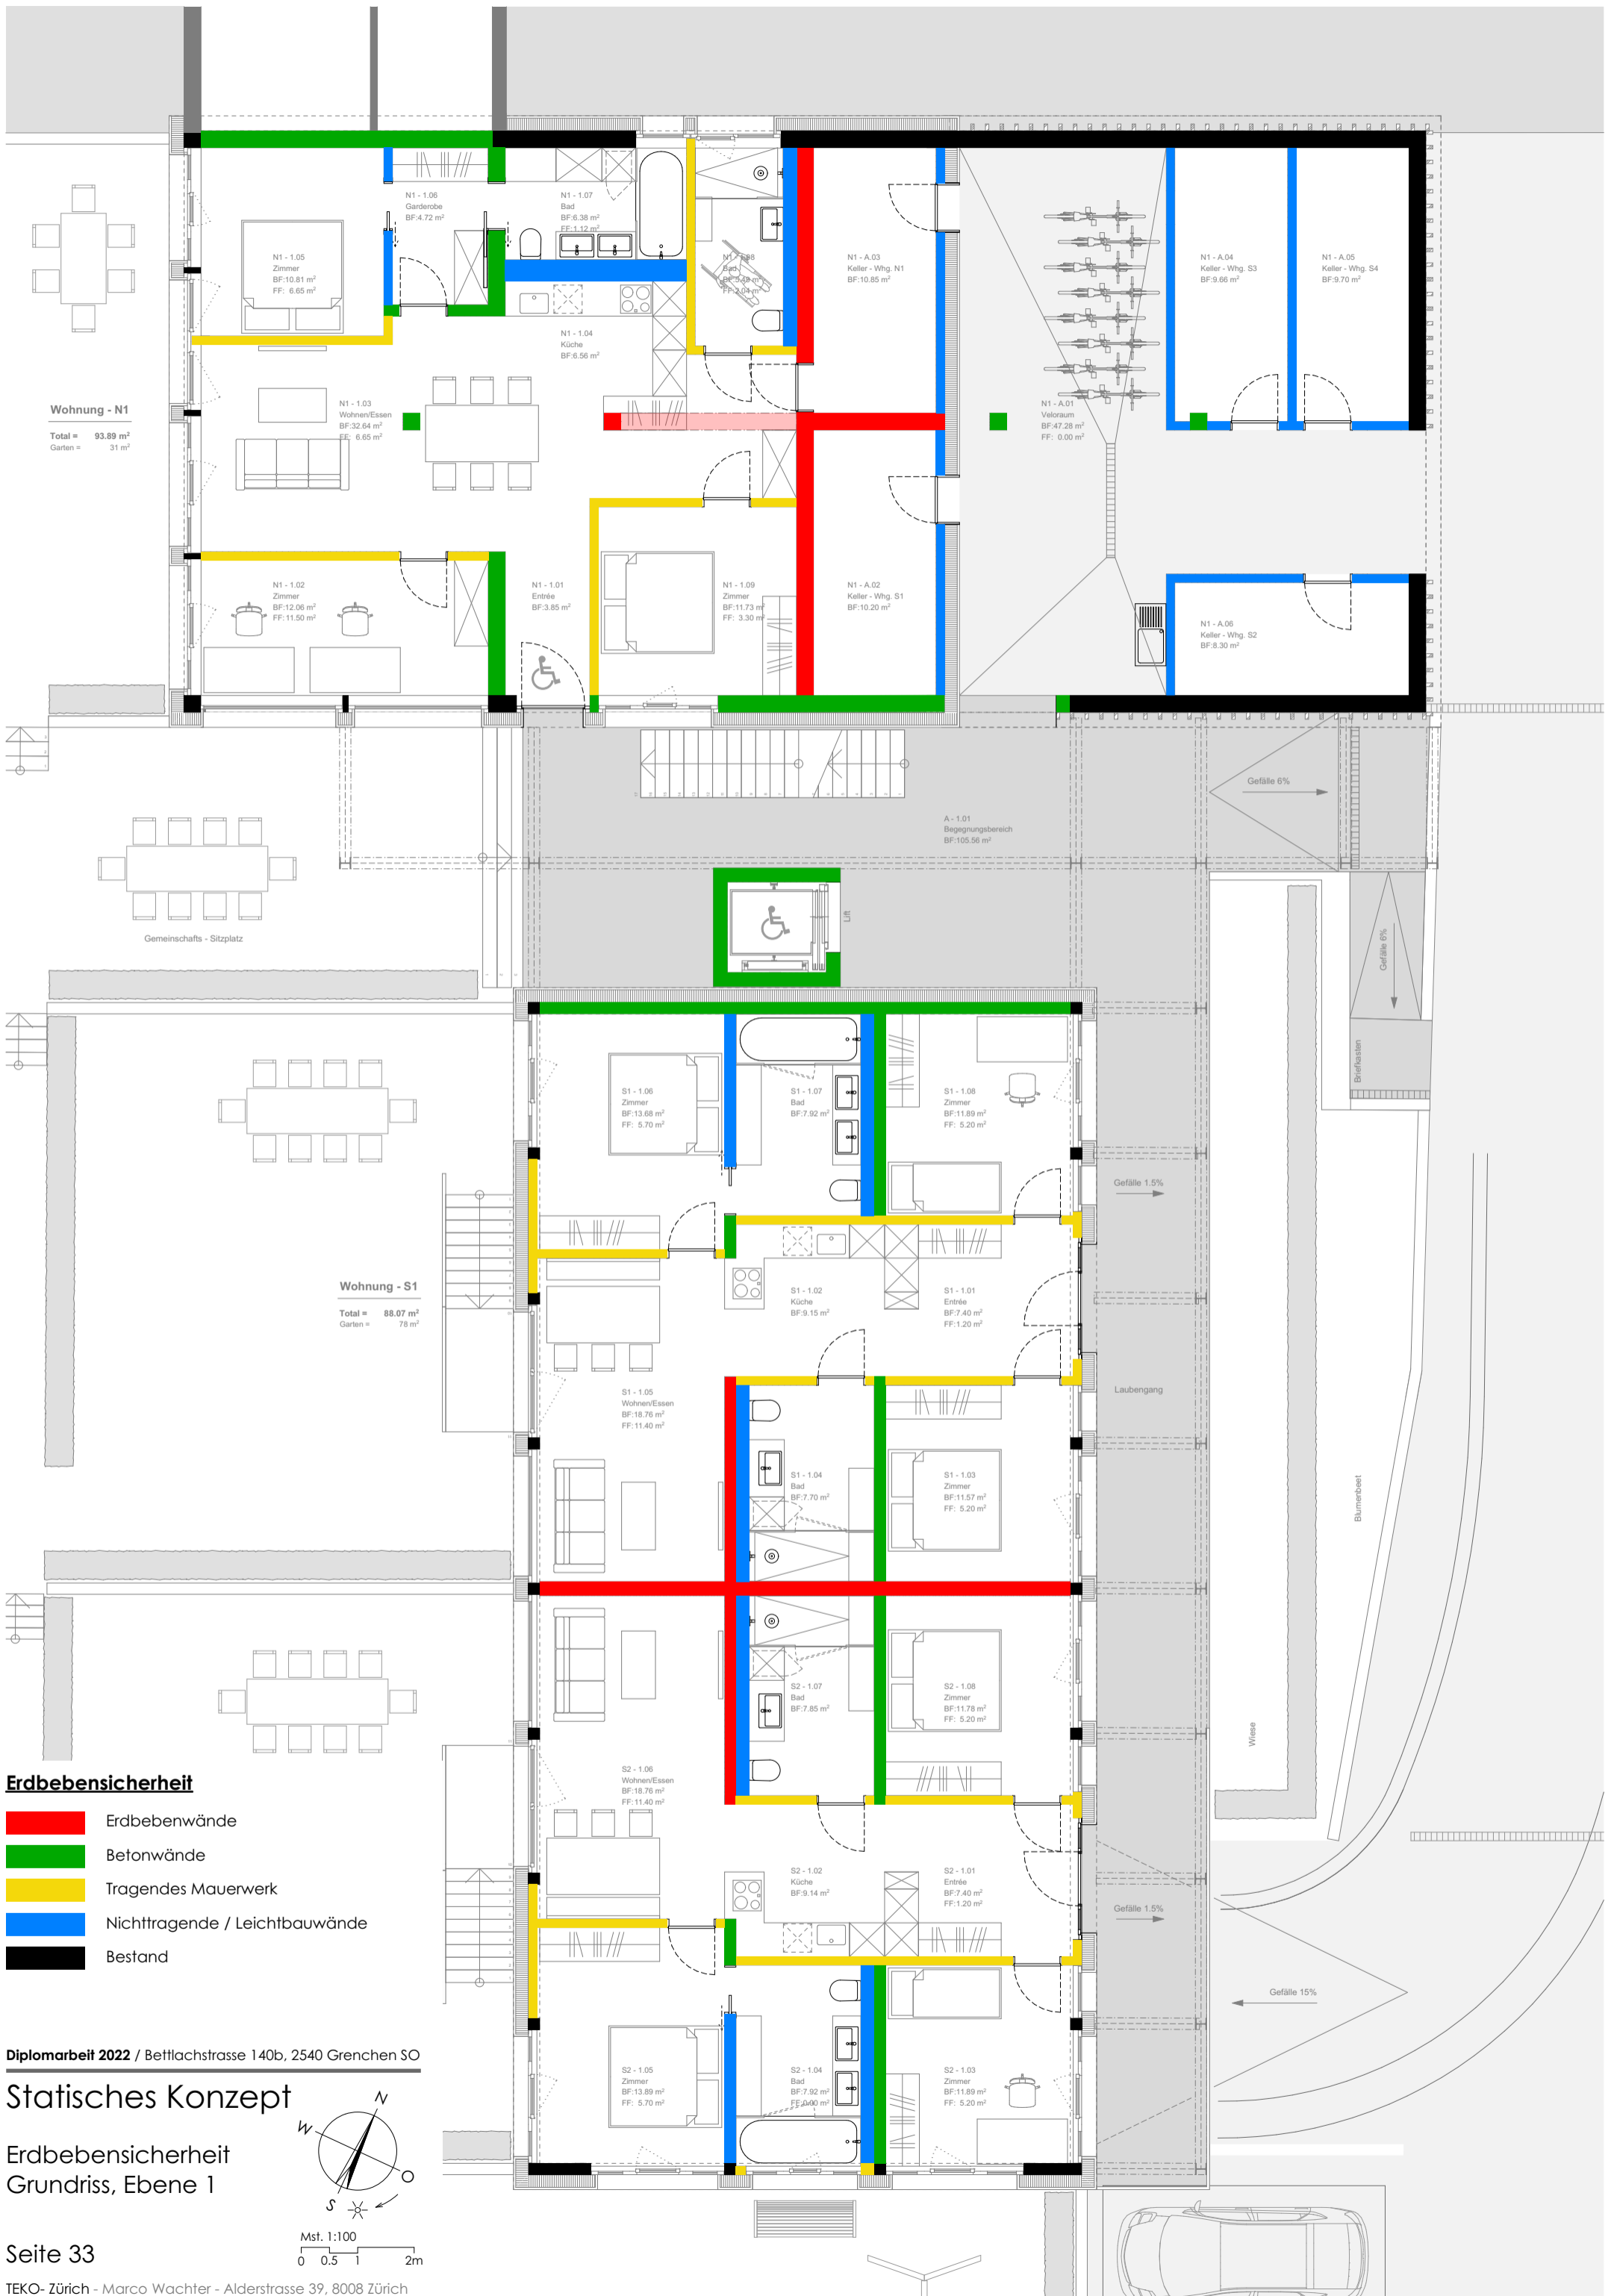 N1 - 1.06
Garderobe
BF:4.72 m²
N1 - 1.07
Bad
BF:6.38 m²
FF:1.12 m²
N1 - 1.05
Zimmer
BF:10.81 m²
FF: 6.65 m²
Bad
N1 - A.03
Keller - Whg. N1
BF:10.85 m²
N1 - A.04
Keller - Whg. S3
BF:9.66 m²
N1 - A.05
Keller - Whg. S4
BF:9.70 m²
N1 - 1.04
Küche
BF:6.56 m²
Wohnung - N1
Total = 93.89 m²
Garten = 31 m²
N1 - 1.03
Wohnen/Essen
BF:32.64 m²
FF: 6.65 m²
N1 - A.01
Veloraum
BF:47.28 m²
FF: 0.00 m²
N1 - 1.02
Zimmer
BF:12.06 m²
FF:11.50 m²
N1 - 1.01
Entrée
BF:3.85 m²
N1 - 1.09
Zimmer
BF:11.73 m²
FF: 3.30 m²
N1 - A.02
Keller - Whg. S1
BF:10.20 m²
N1 - A.06
Keller - Whg. S2
BF:8.30 m²
Gefälle 6%
A - 1.01
Begegnungsbereich
BF:105.56 m²
Lift
Gemeinschafts - Sitzplatz
Gefälle 6%
Briefkasten
S1 - 1.06
Zimmer
BF:13.68 m²
FF: 5.70 m²
S1 - 1.07
Bad
BF:7.92 m²
S1 - 1.08
Zimmer
BF:11.89 m²
FF: 5.20 m²
Gefälle 1.5%
Wohnung - S1
Total = 88.07 m²
Garten = 78 m²
S1 - 1.02
Küche
BF:9.15 m²
S1 - 1.01
Entrée
BF:7.40 m²
FF:1.20 m²
S1 - 1.05
Wohnen/Essen
BF:18.76 m²
FF:11.40 m²
Laubengang
S1 - 1.04
Bad
BF:7.70 m²
S1 - 1.03
Zimmer
BF:11.57 m²
FF: 5.20 m²
Blumenbeet
S2 - 1.07
Bad
BF:7.85 m²
S2 - 1.08
Zimmer
BF:11.78 m²
FF: 5.20 m²
Wiese
S2 - 1.06
Wohnen/Essen
BF:18.76 m²
FF:11.40 m²
S2 - 1.02
Küche
BF:9.14 m²
S2 - 1.01
Entrée
BF:7.40 m²
FF:1.20 m²
Gefälle 1.5%
Gefälle 15%
S2 - 1.05
Zimmer
BF:13.89 m²
FF: 5.70 m²
S2 - 1.04
Bad
BF:7.92 m²
FF:0.00 m²
S2 - 1.03
Zimmer
BF:11.89 m²
FF: 5.20 m²
Erdbebensicherheit
Erdbebenwände
Betonwände
Tragendes Mauerwerk
Nichttragende / Leichtbauwände
Bestand
Diplomarbeit 2022 / Bettlachstrasse 140b, 2540 Grenchen SO
Statisches Konzept
Erdbebensicherheit
Grundriss, Ebene 1
N
W
O
S
Mst. 1:100
0 0.5 1 2m
Seite 33
TEKO- Zürich - Marco Wachter - Alderstrasse 39, 8008 Zürich